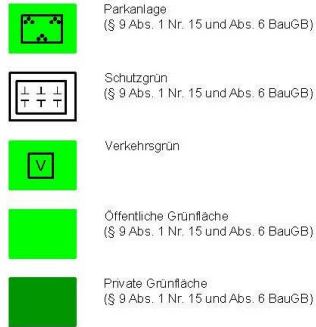 Parkanlage
(§ 9 Abs. 1 Nr. 15 und Abs. 6 BauGB)
Schutzgrün
(§ 9 Abs. 1 Nr. 15 und Abs. 6 BauGB)
Verkehrsgrün
V
Öffentliche Grünfläche
(§ 9 Abs. 1 Nr. 15 und Abs. 6 BauGB)
Private Grünfläche
(§ 9 Abs. 1 Nr. 15 und Abs. 6 BauGB)